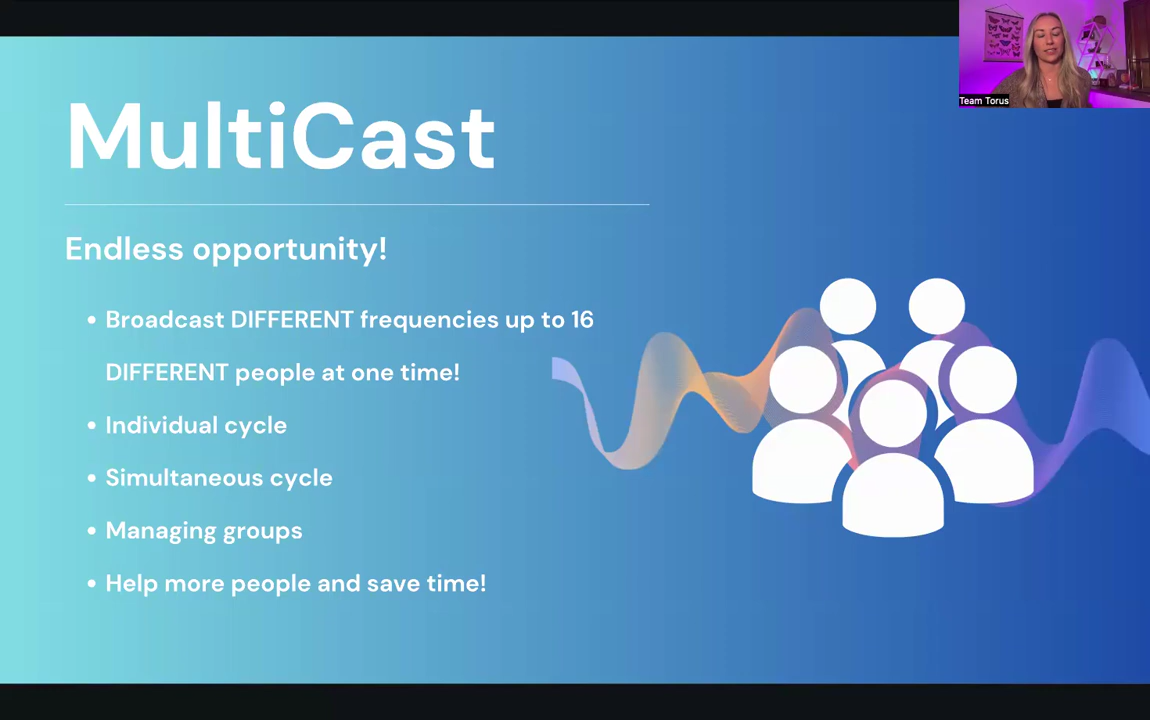 MultiCast
Team Torus
Endless opportunity!
• Broadcast DIFFERENT frequencies up to 16
DIFFERENT people at one time!
• Individual cycle
• Simultaneous cycle
• Managing groups
• Help more people and save time!